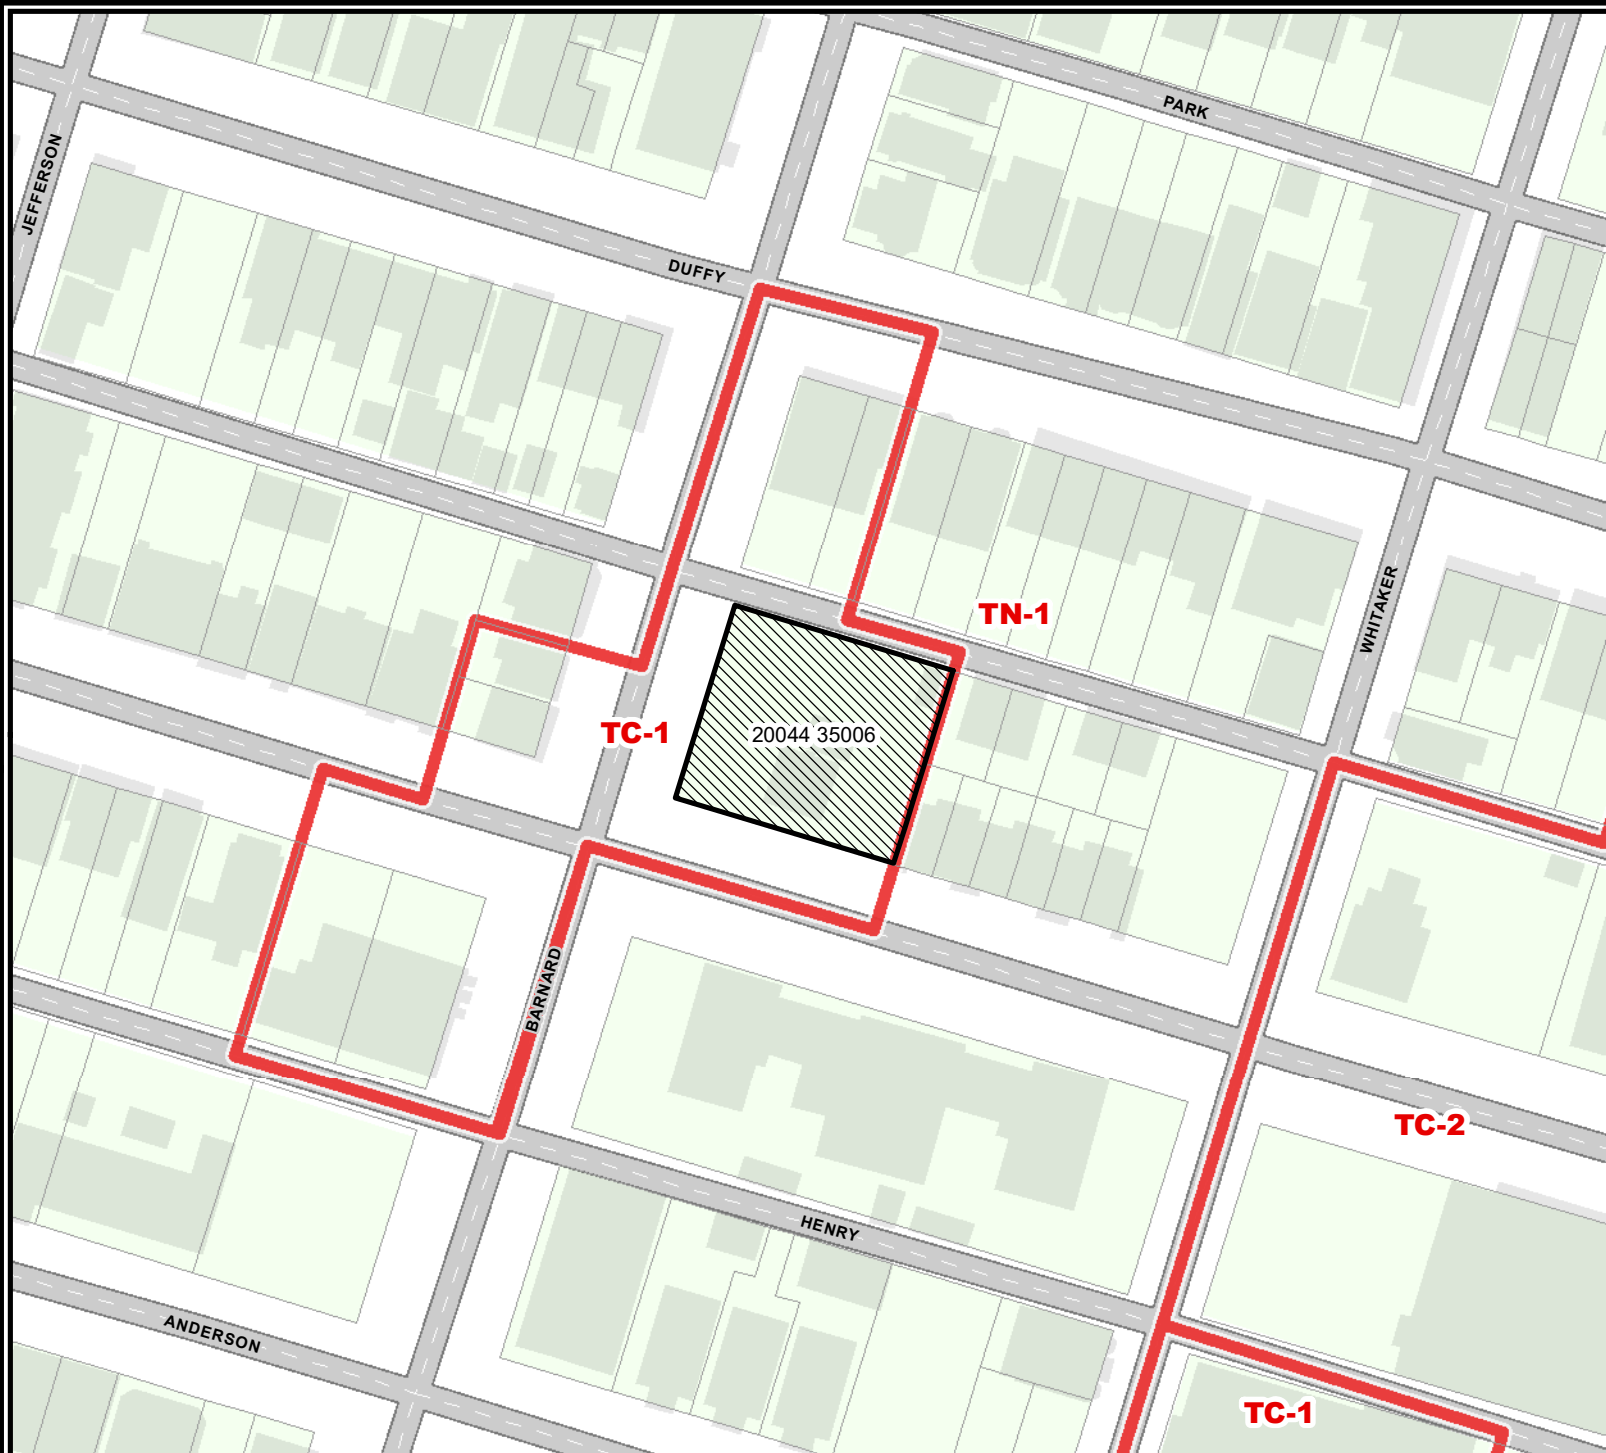 PARK
JEFFERSON
DUFFY
WHITAKER
TN-1
TC-1
20044 35006
BARNARD
TC-2
HENRY
ANDERSON
TC-1